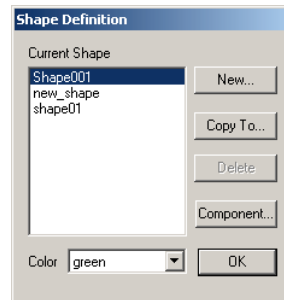 Shape Definition
Current Shape
Shape001
new_shape
shape01
New...
Copy To...
Delete
Component...
Color green
OK